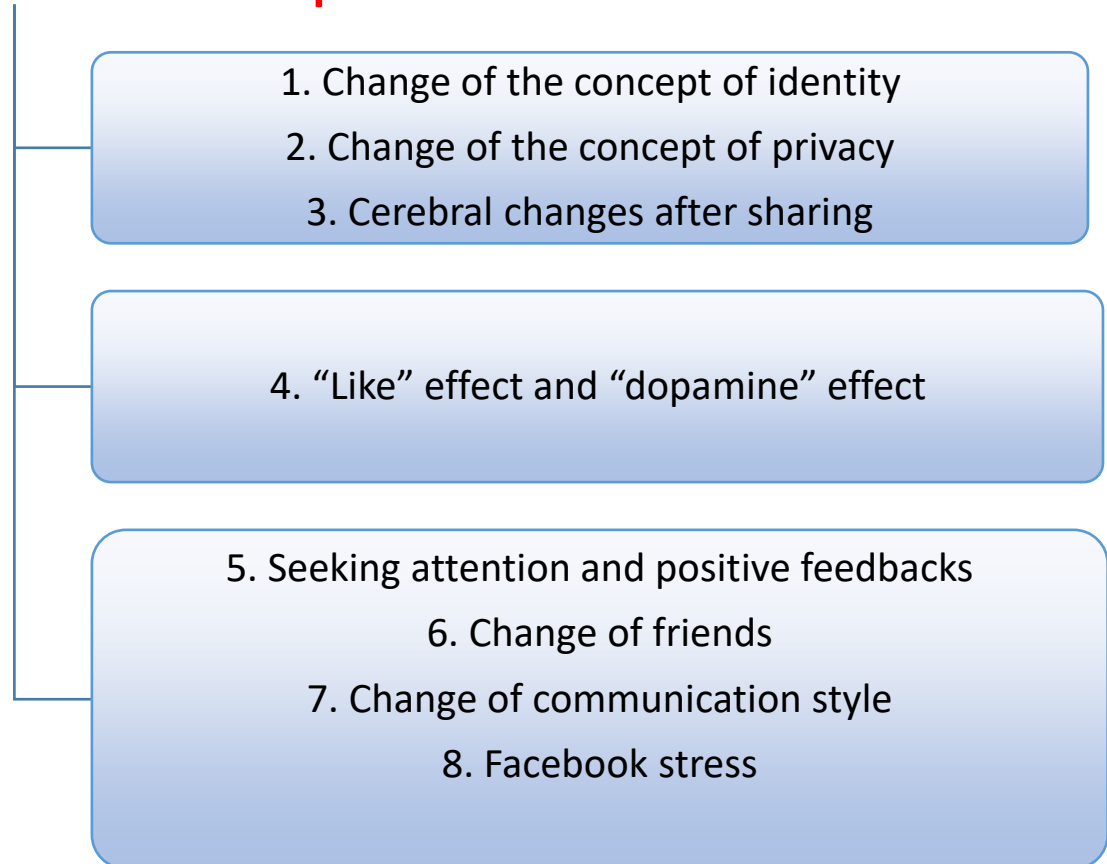 1. Change of the concept of identity
2. Change of the concept of privacy
3. Cerebral changes after sharing
4. “Like” effect and “dopamine” effect
5. Seeking attention and positive feedbacks
6. Change of friends
7. Change of communication style
8. Facebook stress